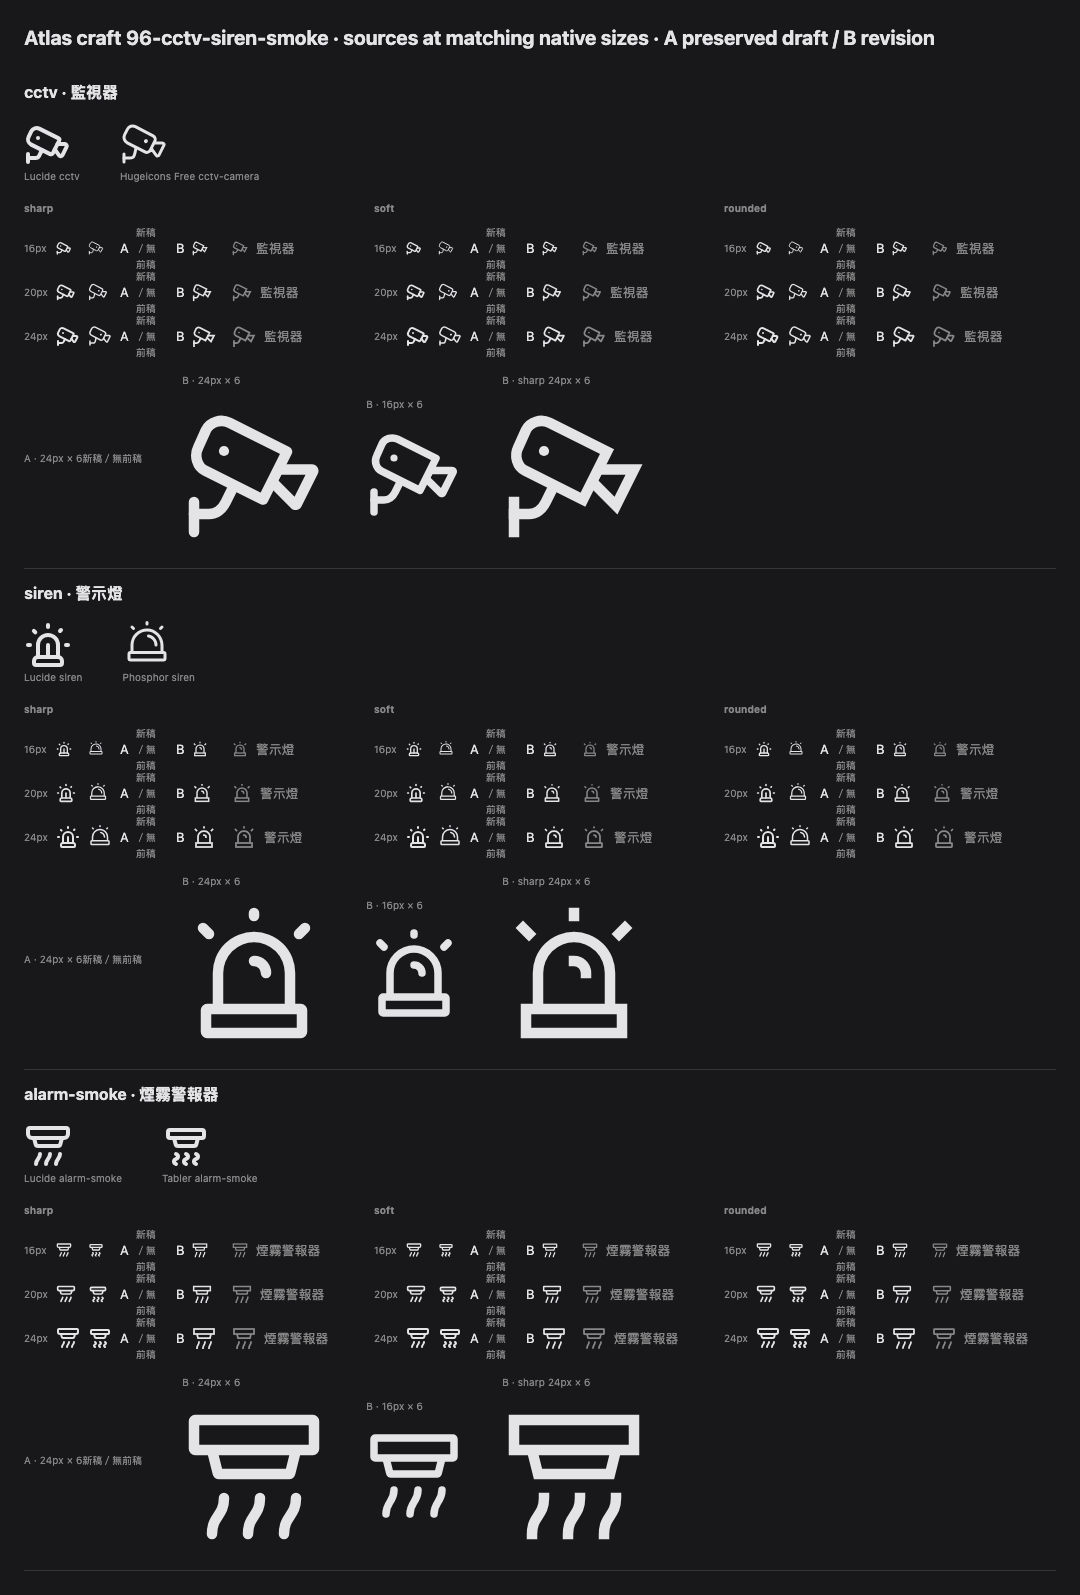 Atlas craft 96-cctv-siren-smoke · sources at matching native sizes · A preserved draft / B revision
cctv · 監視器
Lucide cctv
Hugeicons Free cctv-camera
sharp
soft
rounded
16px A 新稿 / 無前稿 B 監視器
16px A 新稿 / 無前稿 B 監視器
16px A 新稿 / 無前稿 B 監視器
20px A 新稿 / 無前稿 B 監視器
20px A 新稿 / 無前稿 B 監視器
20px A 新稿 / 無前稿 B 監視器
24px A 新稿 / 無前稿 B 監視器
24px A 新稿 / 無前稿 B 監視器
24px A 新稿 / 無前稿 B 監視器
A · 24px × 6新稿 / 無前稿
B · 24px × 6
B · 16px × 6
B · sharp 24px × 6
siren · 警示燈
Lucide siren
Phosphor siren
sharp
soft
rounded
16px A 新稿 / 無前稿 B 警示燈
16px A 新稿 / 無前稿 B 警示燈
16px A 新稿 / 無前稿 B 警示燈
20px A 新稿 / 無前稿 B 警示燈
20px A 新稿 / 無前稿 B 警示燈
20px A 新稿 / 無前稿 B 警示燈
24px A 新稿 / 無前稿 B 警示燈
24px A 新稿 / 無前稿 B 警示燈
24px A 新稿 / 無前稿 B 警示燈
A · 24px × 6新稿 / 無前稿
B · 24px × 6
B · 16px × 6
B · sharp 24px × 6
alarm-smoke · 煙霧警報器
Lucide alarm-smoke
Tabler alarm-smoke
sharp
soft
rounded
16px A 新稿 / 無前稿 B 煙霧警報器
16px A 新稿 / 無前稿 B 煙霧警報器
16px A 新稿 / 無前稿 B 煙霧警報器
20px A 新稿 / 無前稿 B 煙霧警報器
20px A 新稿 / 無前稿 B 煙霧警報器
20px A 新稿 / 無前稿 B 煙霧警報器
24px A 新稿 / 無前稿 B 煙霧警報器
24px A 新稿 / 無前稿 B 煙霧警報器
24px A 新稿 / 無前稿 B 煙霧警報器
A · 24px × 6新稿 / 無前稿
B · 24px × 6
B · 16px × 6
B · sharp 24px × 6